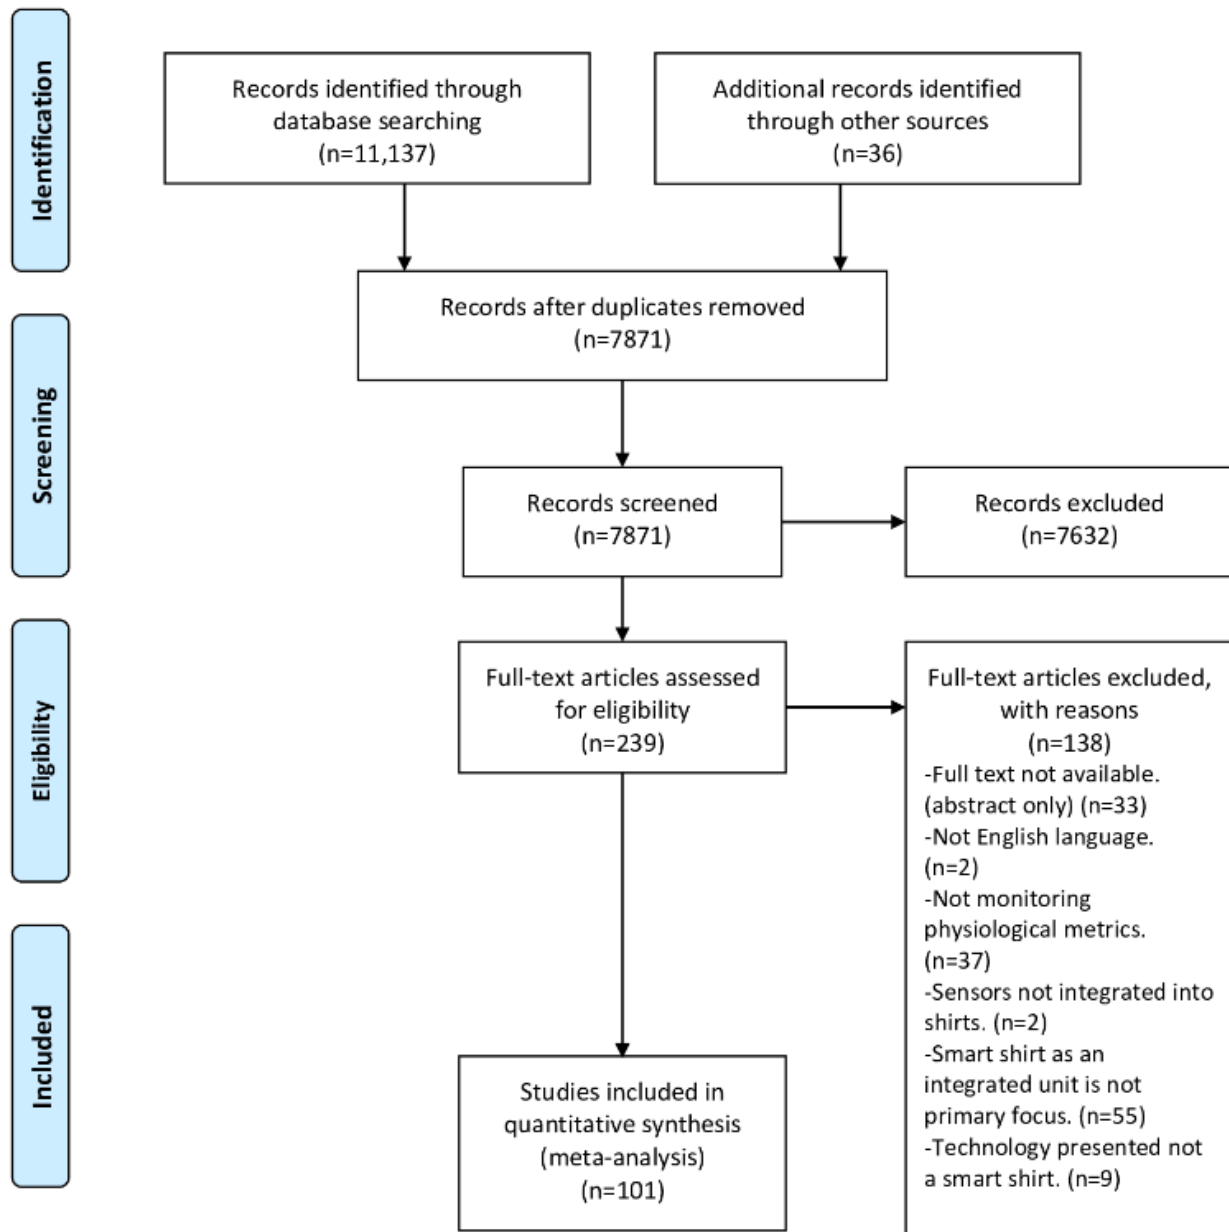 Identification
Records identified through
database searching
(n=11,137)
Additional records identified
through other sources
(n=36)
Records after duplicates removed
(n=7871)
Screening
Records screened
(n=7871)
Records excluded
(n=7632)
Eligibility
Full-text articles assessed
for eligibility
(n=239)
Full-text articles excluded,
with reasons
(n=138)
-Full text not available.
(abstract only) (n=33)
-Not English language.
(n=2)
-Not monitoring
physiological metrics.
(n=37)
-Sensors not integrated into
shirts. (n=2)
-Smart shirt as an
integrated unit is not
primary focus. (n=55)
-Technology presented not
a smart shirt. (n=9)
Included
Studies included in
quantitative synthesis
(meta-analysis)
(n=101)